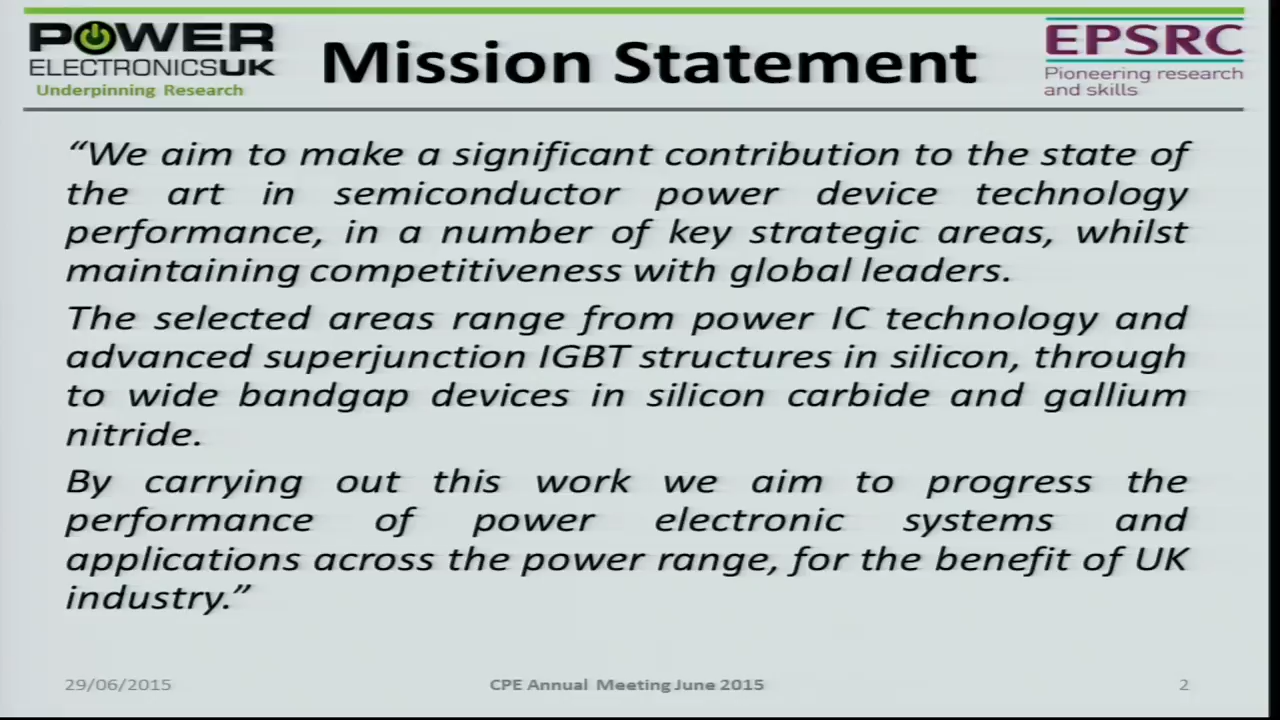 POWER
ELECTRONICSUK
Underpinning Research
Mission Statement
EPSRC
Pioneering research
and skills
“We aim to make a significant contribution to the state of
the art in semiconductor power device technology
performance, in a number of key strategic areas, whilst
maintaining competitiveness with global leaders.
The selected areas range from power IC technology and
advanced superjunction IGBT structures in silicon, through
to wide bandgap devices in silicon carbide and gallium
nitride.
By carrying out this work we aim to progress the
performance of power electronic systems and
applications across the power range, for the benefit of UK
industry.”
29/06/2015
CPE Annual Meeting June 2015
2